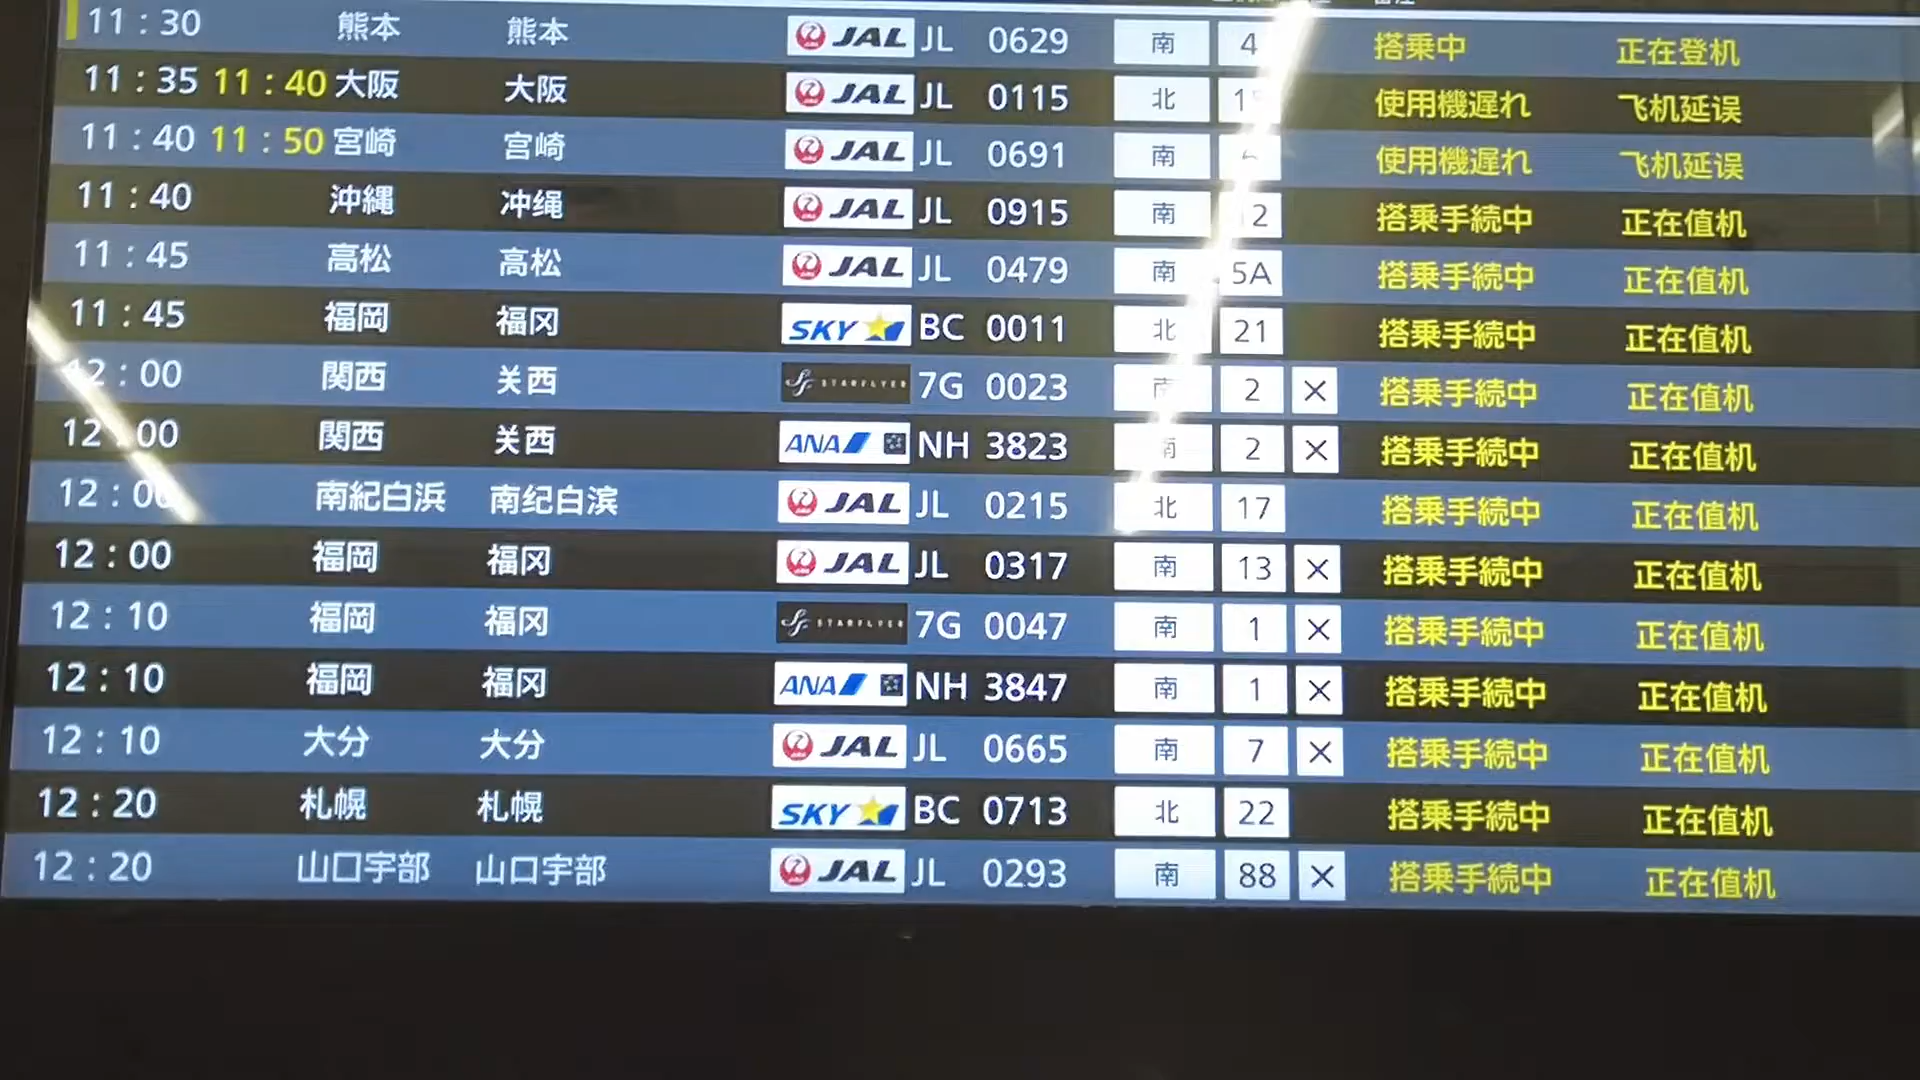 11:30 熊本 熊本 JAL JL 0629 南 4 搭乗中 正在登机
11:35 11:40 大阪 大阪 JAL JL 0115 北 使用機遅れ 飞机延误
11:40 11:50 宮崎 宫崎 JAL JL 0691 南 使用機遅れ 飞机延误
11:40 沖縄 冲绳 JAL JL 0915 南 12 搭乗手続中 正在值机
11:45 高松 高松 JAL JL 0479 南 5A 搭乗手続中 正在值机
11:45 福岡 福冈 SKY BC 0011 北 21 搭乗手続中 正在值机
12:00 関西 关西 STARFLYER 7G 0023 南 2 × 搭乗手続中 正在值机
12:00 関西 关西 ANA NH 3823 南 2 × 搭乗手続中 正在值机
12:00 南紀白浜 南纪白滨 JAL JL 0215 北 17 搭乗手続中 正在值机
12:00 福岡 福冈 JAL JL 0317 南 13 × 搭乗手続中 正在值机
12:10 福岡 福冈 STARFLYER 7G 0047 南 1 × 搭乗手続中 正在值机
12:10 福岡 福冈 ANA NH 3847 南 1 × 搭乗手続中 正在值机
12:10 大分 大分 JAL JL 0665 南 7 × 搭乗手続中 正在值机
12:20 札幌 札幌 SKY BC 0713 北 22 搭乗手続中 正在值机
12:20 山口宇部 山口宇部 JAL JL 0293 南 88 × 搭乗手続中 正在值机